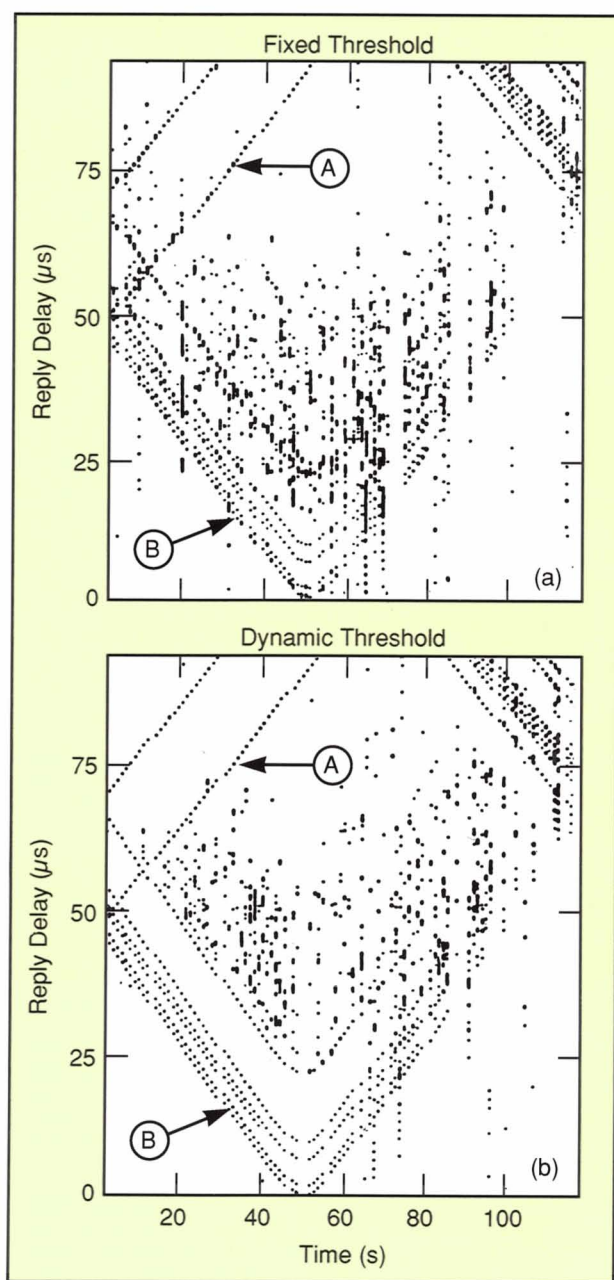 Fixed Threshold
75
50
25
0
Reply Delay (μs)
A
B
(a)
Dynamic Threshold
75
50
25
0
Reply Delay (μs)
A
B
(b)
20 40 60 80 100
Time (s)